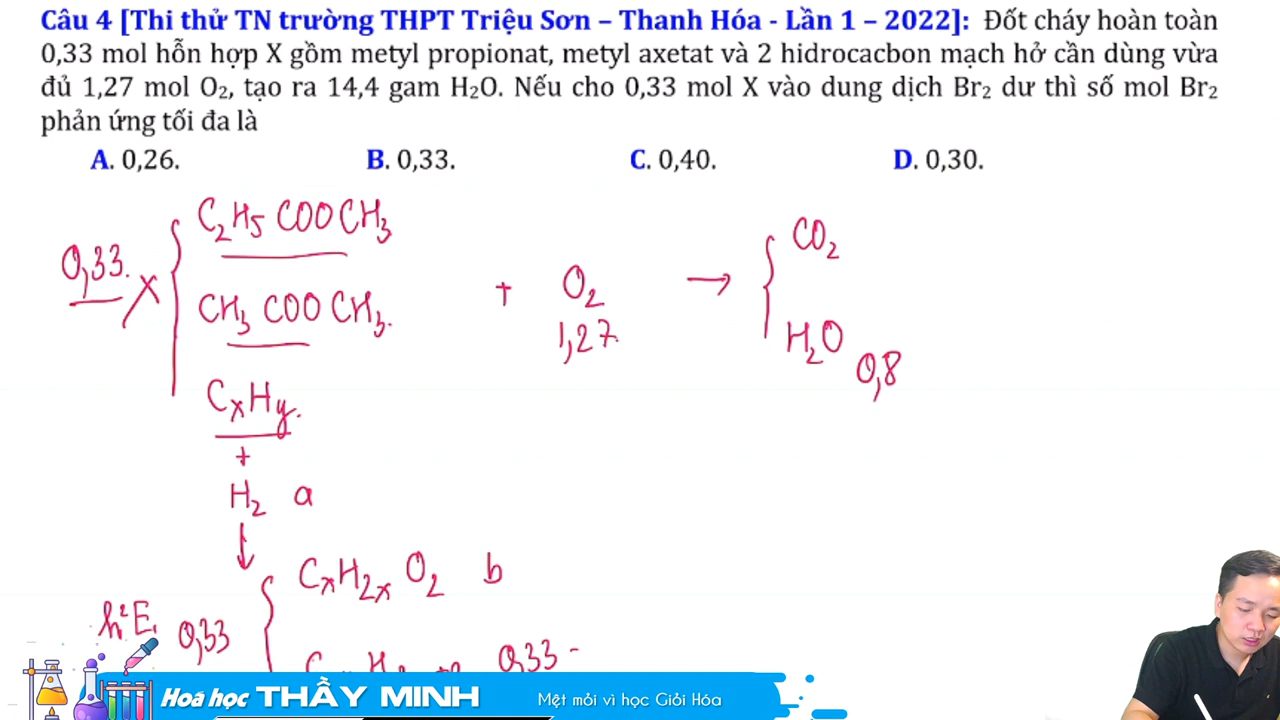 Câu 4 [Thi thử TN trường THPT Triệu Sơn – Thanh Hóa - Lần 1 – 2022]: Đốt cháy hoàn toàn
0,33 mol hỗn hợp X gồm metyl propionat, metyl axetat và 2 hidrocacbon mạch hở cần dùng vừa
đủ 1,27 mol O₂, tạo ra 14,4 gam H₂O. Nếu cho 0,33 mol X vào dung dịch Br₂ dư thì số mol Br₂
phản ứng tối đa là
A. 0,26. B. 0,33. C. 0,40. D. 0,30.
C₂H₅COOCH₃
0,33. X
CH₃COOCH₃.
+ O₂ → CO₂
1,27. H₂O 0,8
CₓHᵧ.
+
H₂ a
CₓH₂ₓO₂ b
h²E, 0,33
0,33 -
Hoá học THẦY MINH Mệt mỏi vì học Giỏi Hóa